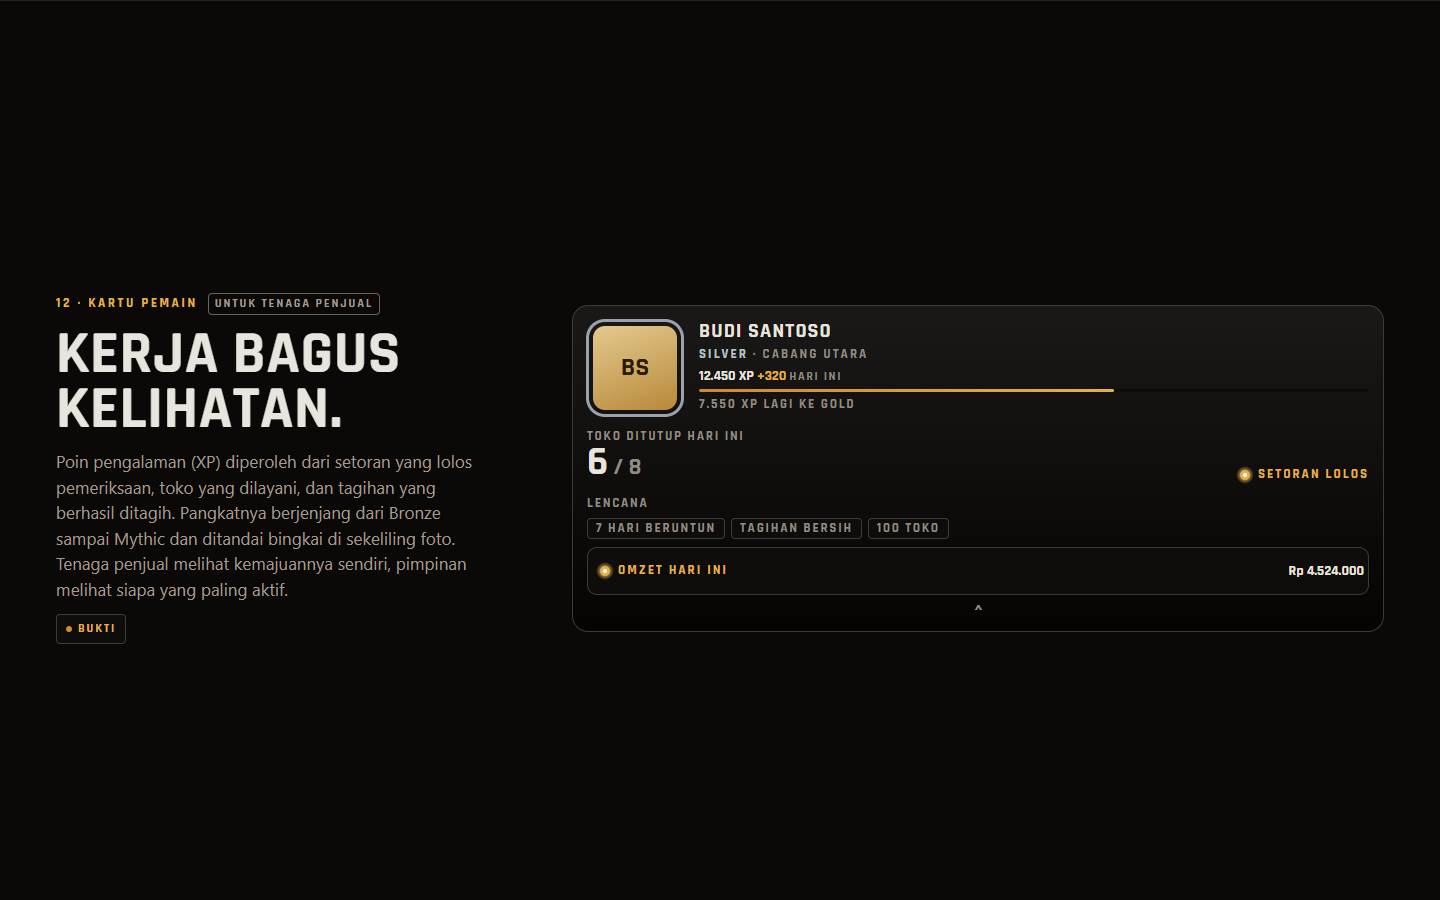 12 · KARTU PEMAIN
UNTUK TENAGA PENJUAL
KERJA BAGUS
KELIHATAN.
Poin pengalaman (XP) diperoleh dari setoran yang lolos
pemeriksaan, toko yang dilayani, dan tagihan yang
berhasil ditagih. Pangkatnya berjenjang dari Bronze
sampai Mythic dan ditandai bingkai di sekeliling foto.
Tenaga penjual melihat kemajuannya sendiri, pimpinan
melihat siapa yang paling aktif.
BUKTI
BS
BUDI SANTOSO
SILVER · CABANG UTARA
12.450 XP +320 HARI INI
7.550 XP LAGI KE GOLD
TOKO DITUTUP HARI INI
6 / 8
SETORAN LOLOS
LENCANA
7 HARI BERUNTUN
TAGIHAN BERSIH
100 TOKO
OMZET HARI INI
Rp 4.524.000